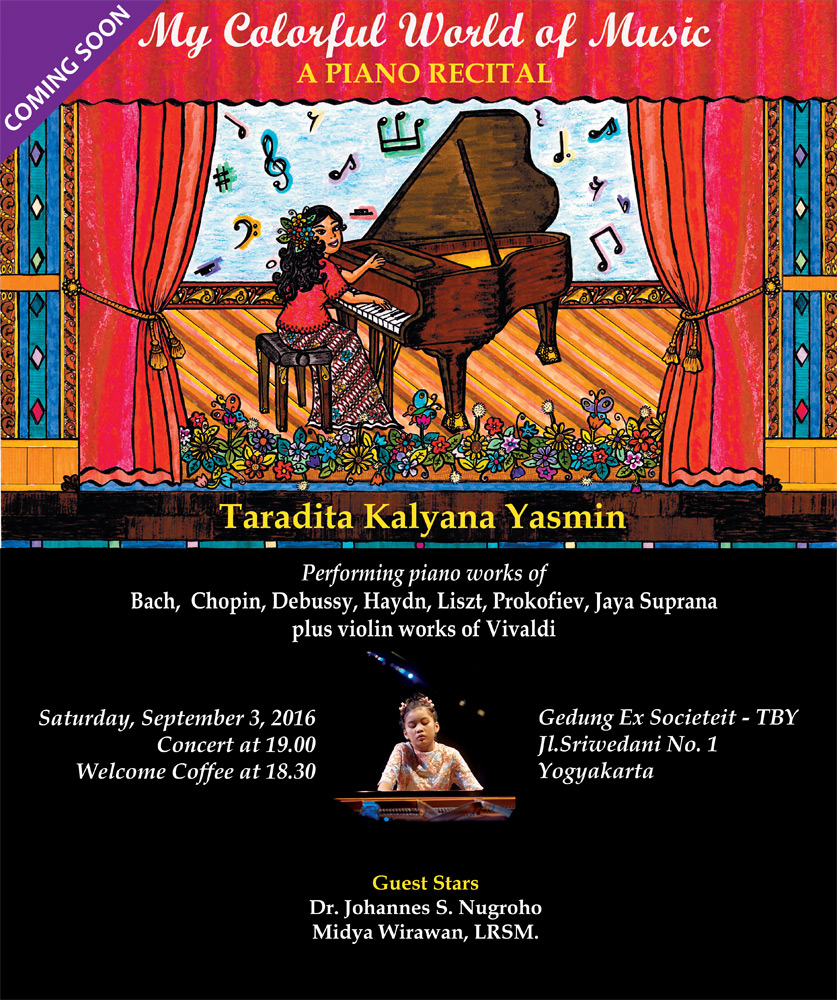 COMING SOON
My Colorful World of Music
A PIANO RECITAL
Taradita Kalyana Yasmin
Performing piano works of
Bach, Chopin, Debussy, Haydn, Liszt, Prokofiev, Jaya Suprana
plus violin works of Vivaldi
Saturday, September 3, 2016
Concert at 19.00
Welcome Coffee at 18.30
Gedung Ex Societeit - TBY
Jl.Sriwedani No. 1
Yogyakarta
Guest Stars
Dr. Johannes S. Nugroho
Midya Wirawan, LRSM.